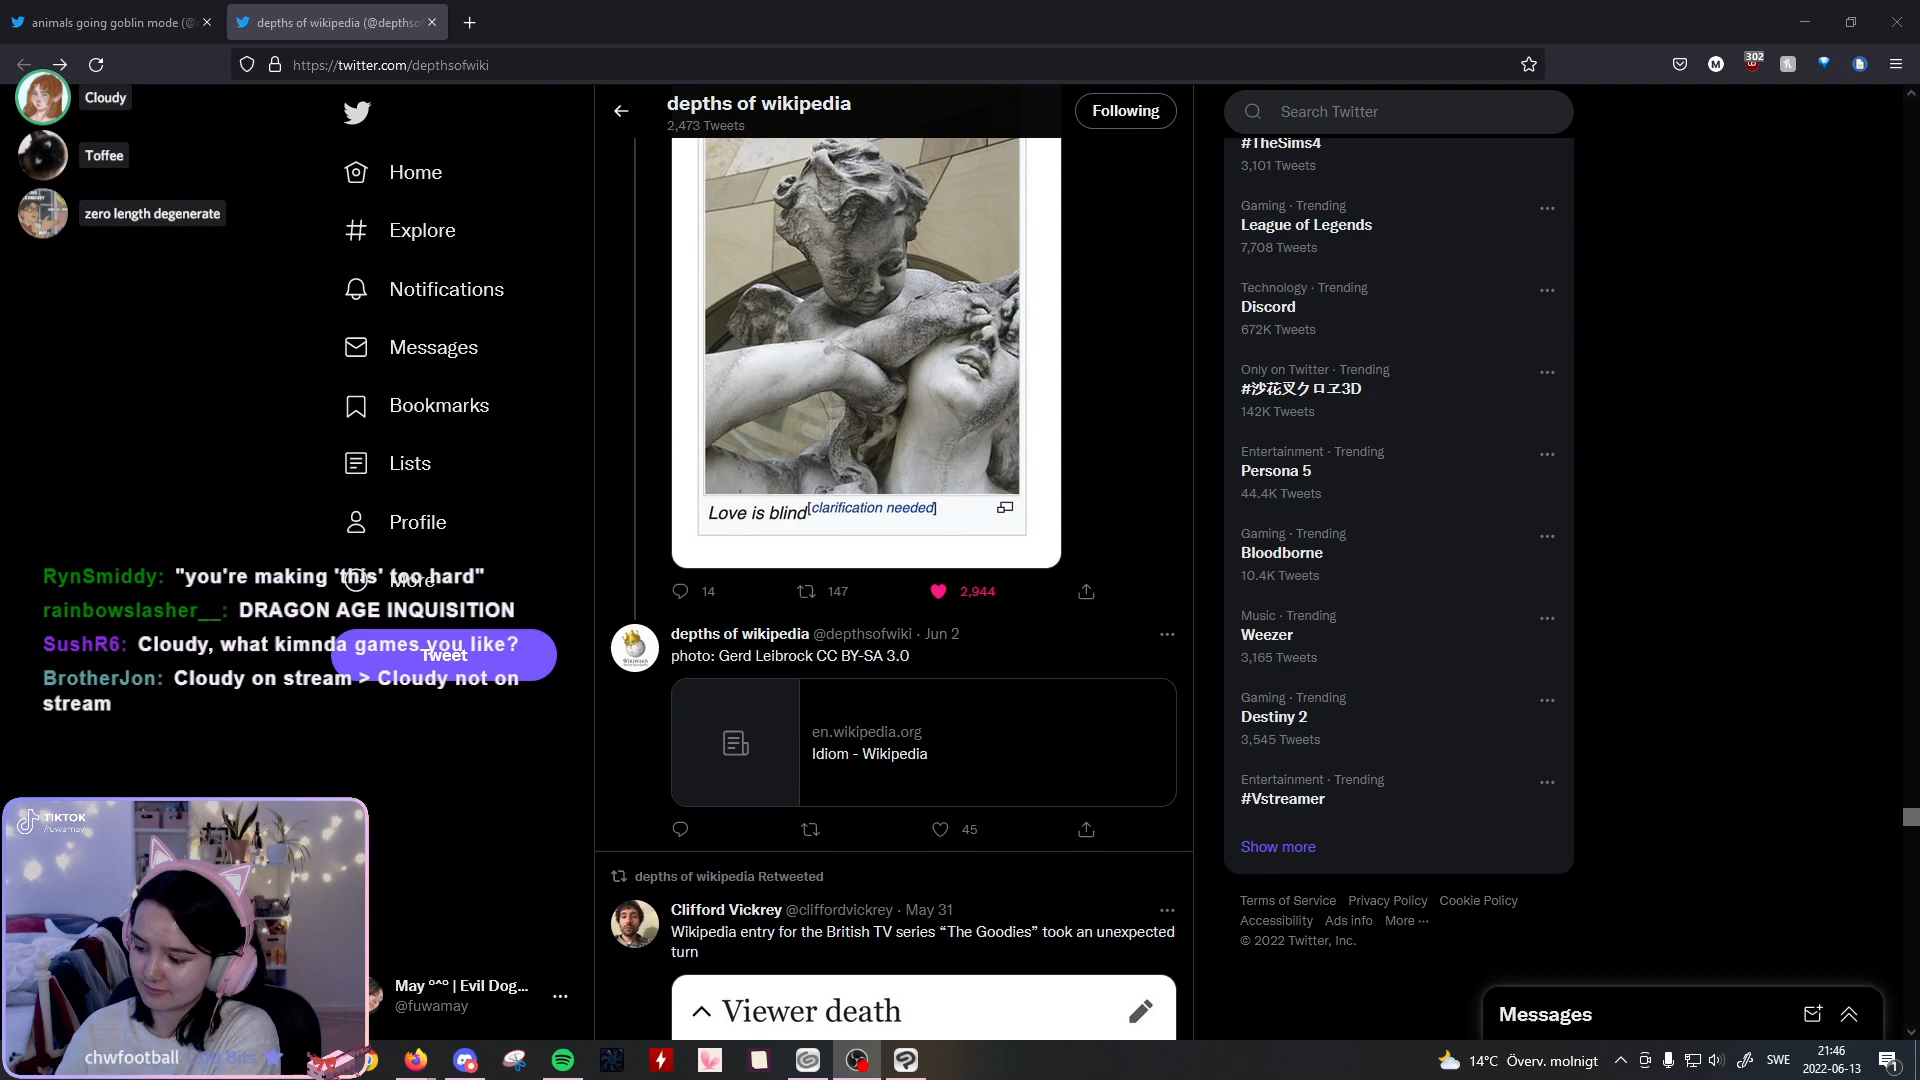 animals going goblin mode (@
depths of wikipedia (@depthso
https://twitter.com/depthsofwiki
302
Cloudy
Toffee
zero length degenerate
Home
Explore
Notifications
Messages
Bookmarks
Lists
Profile
More
Tweet
RynSmiddy: "you're making 'this' too hard"
rainbowslasher__: DRAGON AGE INQUISITION
SushR6: Cloudy, what kimnda games you like?
BrotherJon: Cloudy on stream > Cloudy not on
stream
TIKTOK
/fuwamay
chwfootball 1200 Bits
May º^º | Evil Dog...
@fuwamay
depths of wikipedia
2,473 Tweets
Following
Love is blind[clarification needed]
14
147
2,944
depths of wikipedia @depthsofwiki · Jun 2
photo: Gerd Leibrock CC BY-SA 3.0
en.wikipedia.org
Idiom - Wikipedia
45
depths of wikipedia Retweeted
Clifford Vickrey @cliffordvickrey · May 31
Wikipedia entry for the British TV series “The Goodies” took an unexpected
turn
Viewer death
Search Twitter
#TheSims4
3,101 Tweets
Gaming · Trending
League of Legends
7,708 Tweets
Technology · Trending
Discord
672K Tweets
Only on Twitter · Trending
#沙花叉クロヱ3D
142K Tweets
Entertainment · Trending
Persona 5
44.4K Tweets
Gaming · Trending
Bloodborne
10.4K Tweets
Music · Trending
Weezer
3,165 Tweets
Gaming · Trending
Destiny 2
3,545 Tweets
Entertainment · Trending
#Vstreamer
Show more
Terms of Service Privacy Policy Cookie Policy
Accessibility Ads info More ···
© 2022 Twitter, Inc.
Messages
14°C Överv. molnigt
SWE
21:46
2022-06-13
1